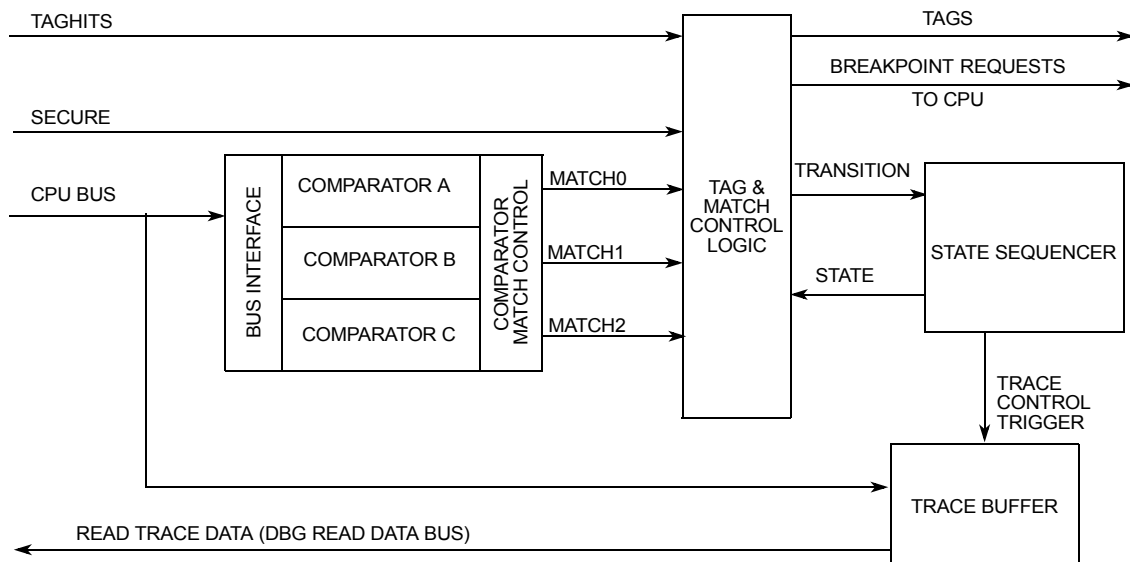 TAGHITS
TAGS
BREAKPOINT REQUESTS
TO CPU
SECURE
CPU BUS
BUS INTERFACE
COMPARATOR A
COMPARATOR B
COMPARATOR C
COMPARATOR
MATCH CONTROL
MATCH0
MATCH1
MATCH2
TAG &
MATCH
CONTROL
LOGIC
TRANSITION
STATE
STATE SEQUENCER
TRACE
CONTROL
TRIGGER
TRACE BUFFER
READ TRACE DATA (DBG READ DATA BUS)